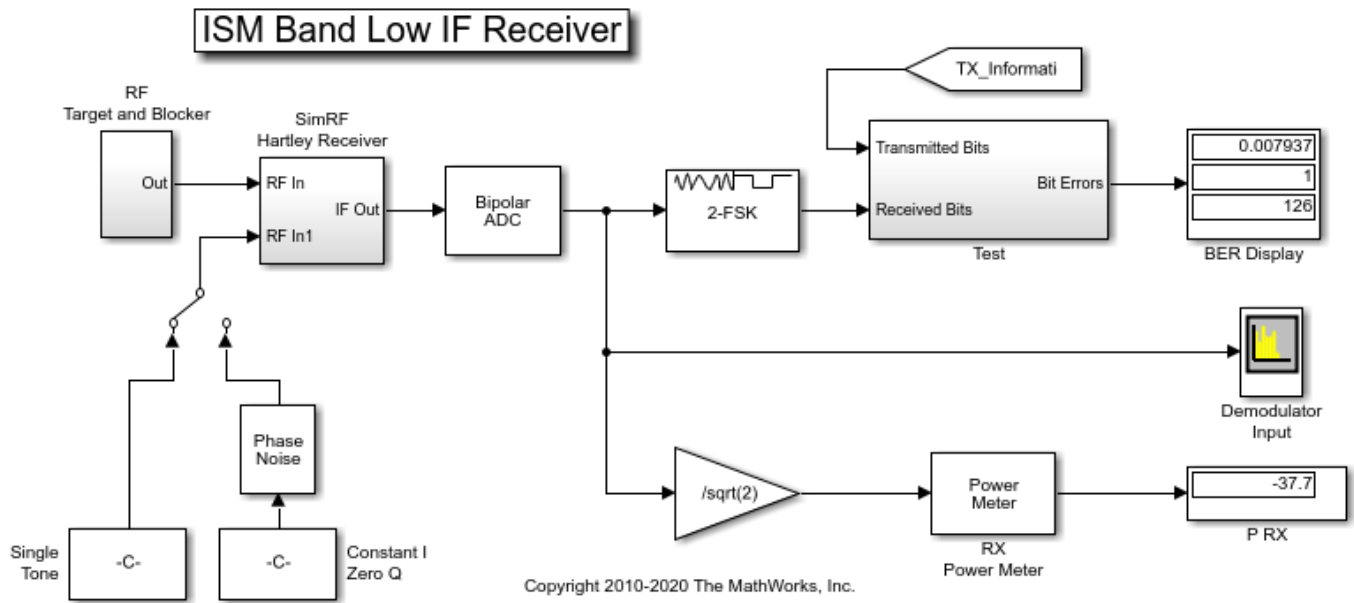 ISM Band Low IF Receiver
RF
Target and Blocker
Out
SimRF
Hartley Receiver
RF In
RF In1
IF Out
Bipolar
ADC
2-FSK
TX_Informati
Transmitted Bits
Received Bits
Bit Errors
Test
0.007937
1
126
BER Display
Demodulator
Input
/sqrt(2)
Power
Meter
RX
Power Meter
-37.7
P RX
Phase
Noise
Single
Tone
-C-
-C-
Constant I
Zero Q
Copyright 2010-2020 The MathWorks, Inc.